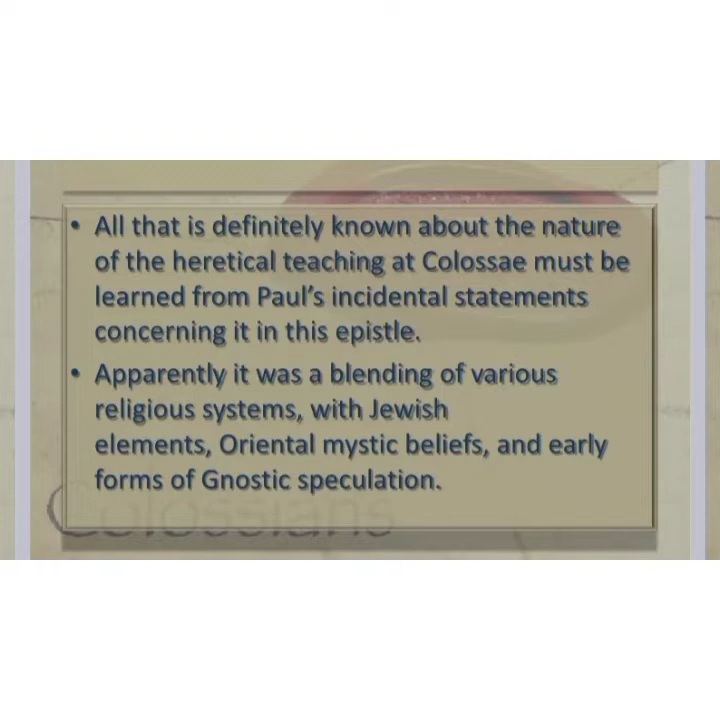 • All that is definitely known about the nature
of the heretical teaching at Colossae must be
learned from Paul's incidental statements
concerning it in this epistle.
• Apparently it was a blending of various
religious systems, with Jewish
elements, Oriental mystic beliefs, and early
forms of Gnostic speculation.
Colossians